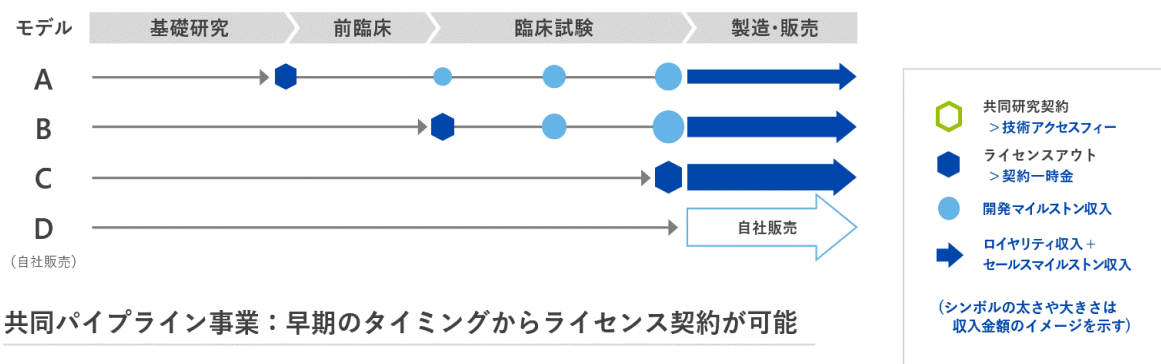 モデル 基礎研究 前臨床 臨床試験 製造・販売
A
B
C
D 自社販売
(自社販売)
共同パイプライン事業：早期のタイミングからライセンス契約が可能
共同研究契約
＞技術アクセスフィー
ライセンスアウト
＞契約一時金
開発マイルストン収入
ロイヤリティ収入＋
セールスマイルストン収入
(シンボルの太さや大きさは
収入金額のイメージを示す)